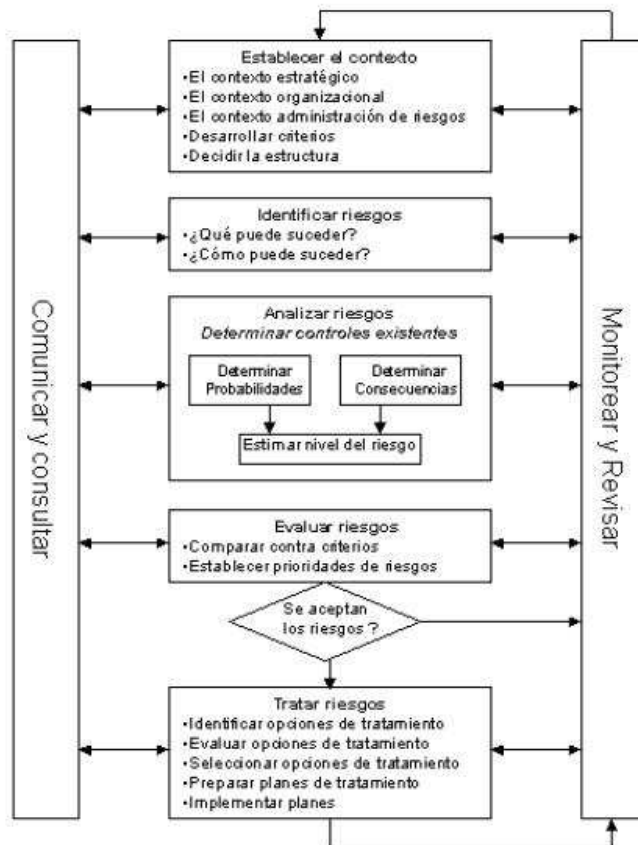 Establecer el contexto
•El contexto estratégico
•El contexto organizacional
•El contexto administración de riesgos
•Desarrollar criterios
•Decidir la estructura
Identificar riesgos
•¿Qué puede suceder?
•¿Cómo puede suceder?
Analizar riesgos
Determinar controles existentes
Determinar
Probabilidades
Determinar
Consecuencias
Estimar nivel del riesgo
Evaluar riesgos
•Comparar contra criterios
•Establecer prioridades de riesgos
Se aceptan
los riesgos ?
Tratar riesgos
•Identificar opciones de tratamiento
•Evaluar opciones de tratamiento
•Seleccionar opciones de tratamiento
•Preparar planes de tratamiento
•Implementar planes
Comunicar y consultar
Monitorear y Revisar